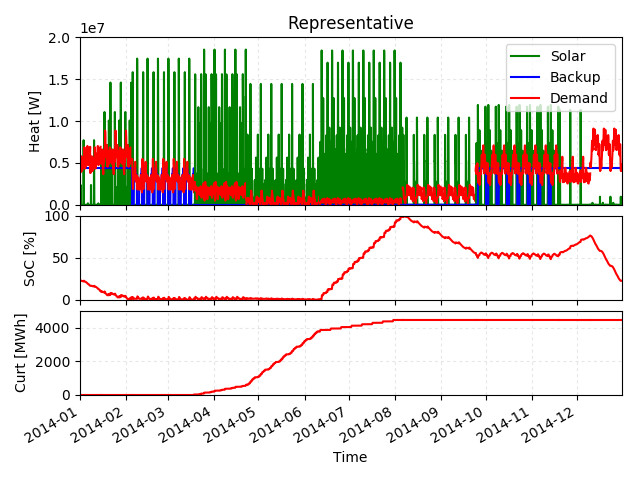 Representative
1e7
2.0
1.5
1.0
0.5
0.0
Heat [W]
Solar
Backup
Demand
100
50
0
SoC [%]
4000
2000
0
Curt [MWh]
2014-01
2014-02
2014-03
2014-04
2014-05
2014-06
2014-07
2014-08
2014-09
2014-10
2014-11
2014-12
Time